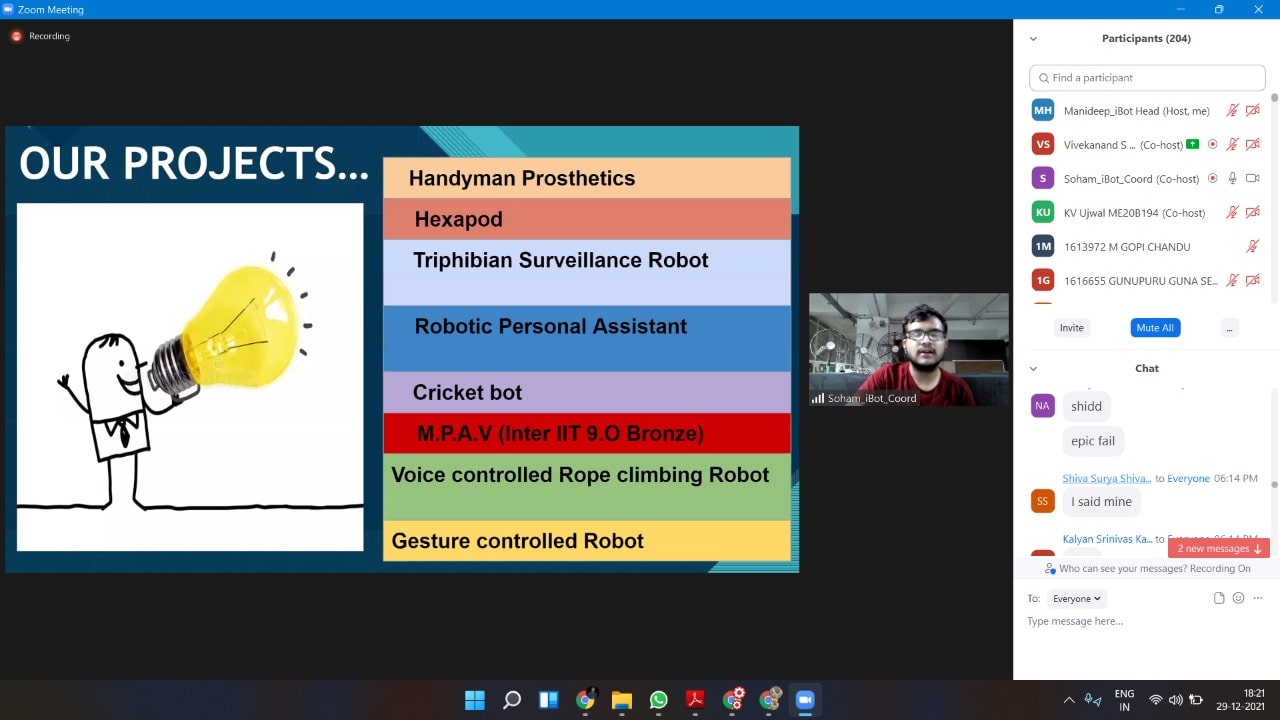 Zoom Meeting
Recording
OUR PROJECTS...
Handyman Prosthetics
Hexapod
Triphibian Surveillance Robot
Robotic Personal Assistant
Cricket bot
M.P.A.V (Inter IIT 9.O Bronze)
Voice controlled Rope climbing Robot
Gesture controlled Robot
Soham_iBot_Coord
Participants (204)
Find a participant
MH Manideep_iBot Head (Host, me)
VS Vivekanand S ... (Co-host)
S Soham_iBot_Coord (Co-host)
KU KV Ujwal ME20B194 (Co-host)
1M 1613972 M GOPI CHANDU
1G 1616655 GUNUPURU GUNA SE...
Invite
Mute All
...
Chat
NA shidd
epic fail
Shiva Surya Shiva... to Everyone 06:14 PM
SS I said mine
Kalyan Srinivas Ka... to
2 new messages
Who can see your messages? Recording On
To: Everyone
Type message here...
ENG
IN
18:21
29-12-2021